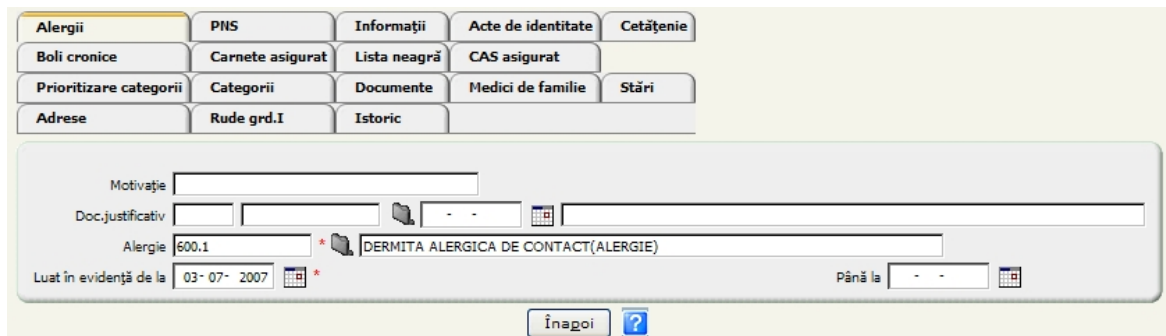 Alergii PNS Informaţii Acte de identitate Cetăţenie
Boli cronice Carnete asigurat Lista neagră CAS asigurat
Prioritizare categorii Categorii Documente Medici de familie Stări
Adrese Rude grd.I Istoric
Motivaţie
Doc.justificativ - -
Alergie 600.1 * DERMITA ALERGICA DE CONTACT(ALERGIE)
Luat în evidenţă de la 03- 07- 2007 * Până la - -
Înapoi ?